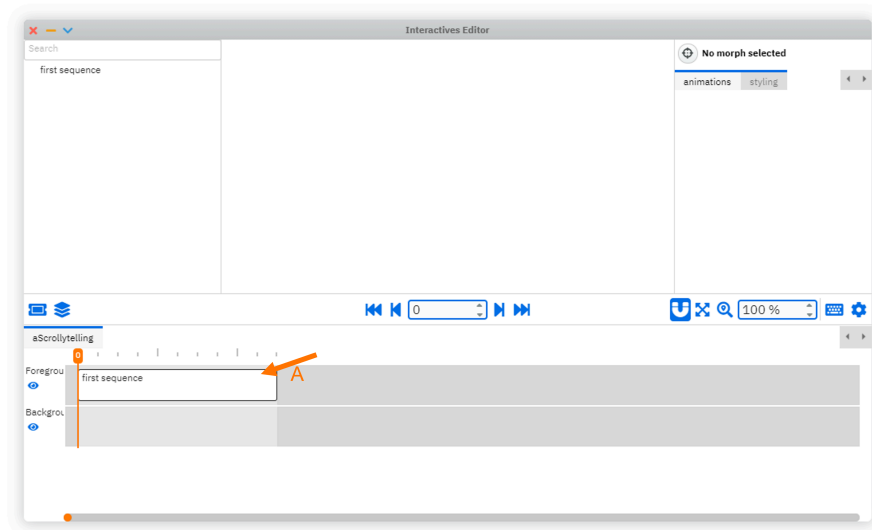 Interactives Editor
Search
first sequence
No morph selected
animations styling
0
100 %
aScrollytelling
0
Foregrou
first sequence
A
Backgrou